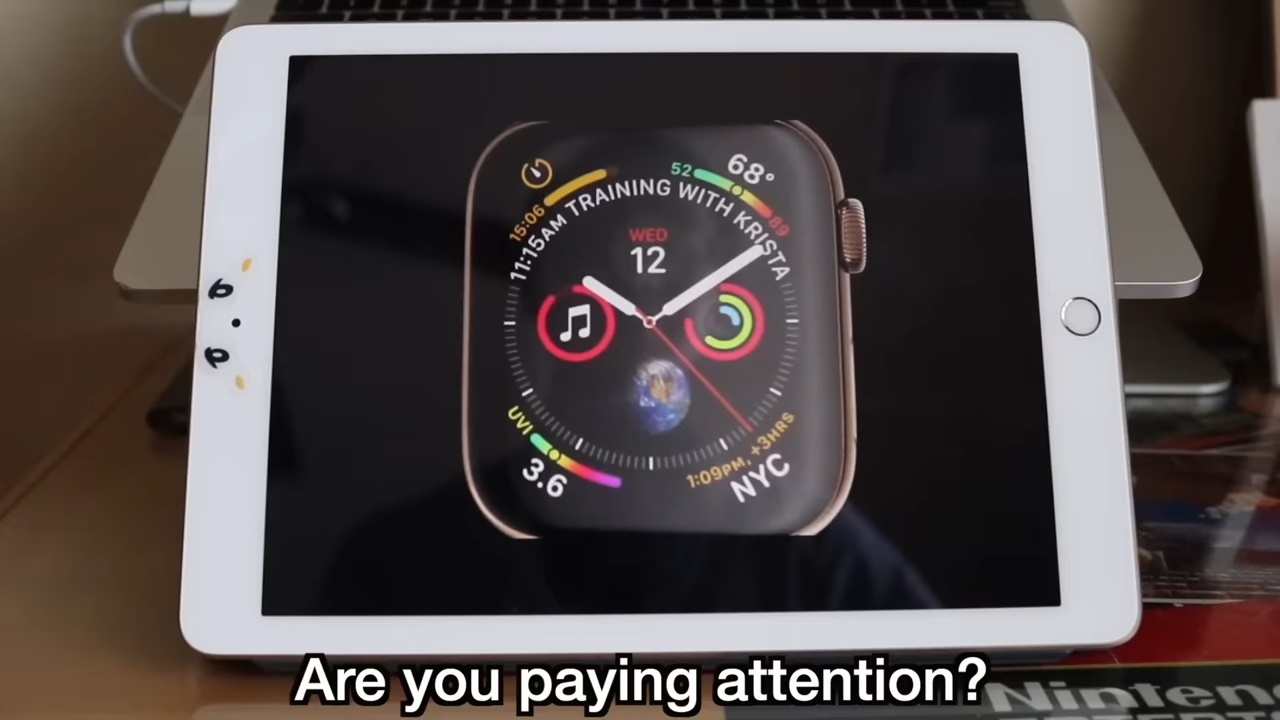 68°
52
89
15:06
11:15AM TRAINING WITH KRISTA
WED
12
UVI
3.6
1:09PM, +3HRS
NYC
Are you paying attention?